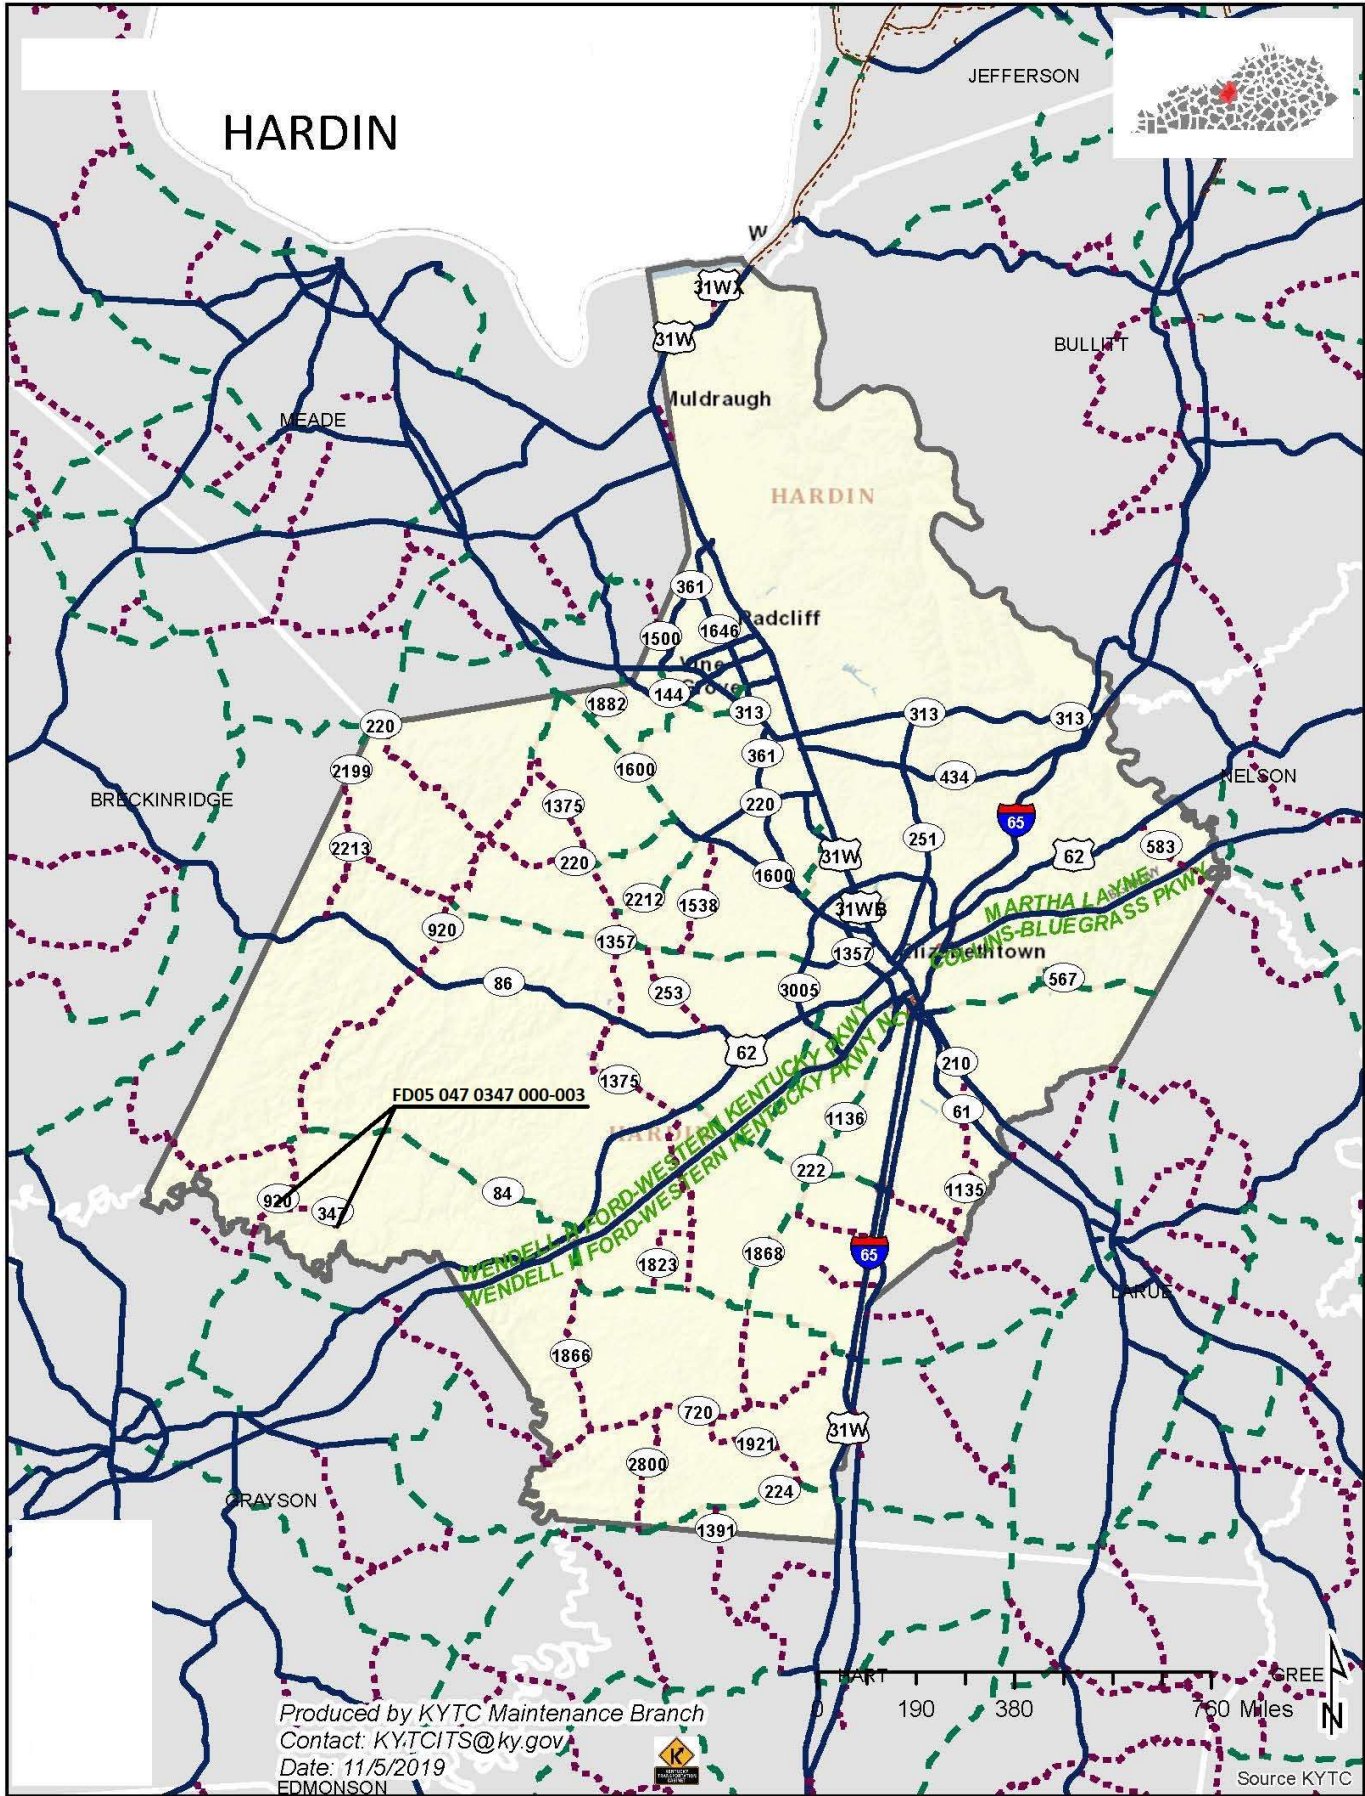 HARDIN
JEFFERSON
W
31WX
31W
BULLITT
Muldraugh
MEADE
HARDIN
361
Radcliff
1500
1646
Vine
Grove
144
1882
313
313
313
220
361
2199
1600
434
NELSON
BRECKINRIDGE
1375
220
65
251
583
2213
220
31W
62
1600
2212
1538
31WB
MARTHA LAYNE
COLLINS-BLUEGRASS PKWY
920
1357
1357
Elizabethtown
86
253
3005
567
62
210
1375
FD05 047 0347 000-003
61
1136
HARDIN
WENDELL H FORD-WESTERN KENTUCKY PKWY
WENDELL H FORD-WESTERN KENTUCKY PKWY NC
222
920
347
84
1135
1823
1868
65
LARUE
1866
720
31W
1921
2800
224
GRAYSON
1391
HART
GREE
0 190 380 760 Miles
N
Produced by KYTC Maintenance Branch
Contact: KYTCITS@ky.gov
Date: 11/5/2019
EDMONSON
Source KYTC